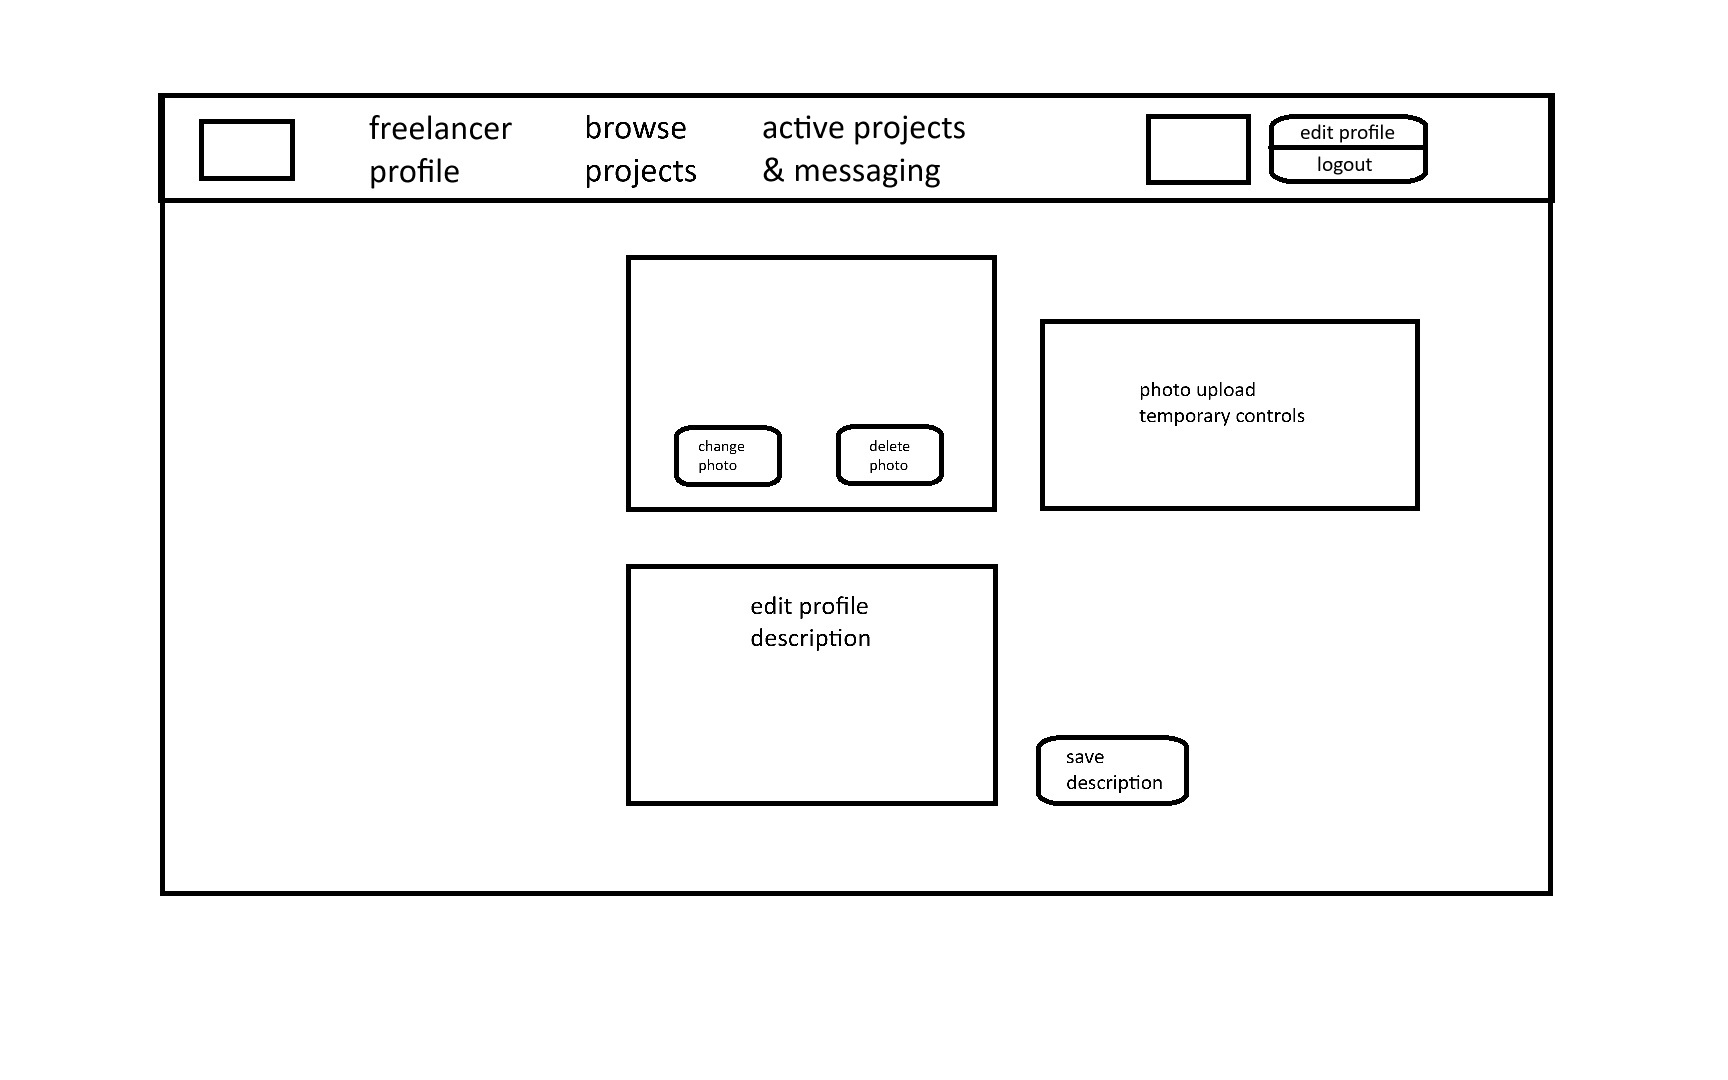 freelancer
profile
browse
projects
active projects
& messaging
edit profile
logout
change
photo
delete
photo
photo upload
temporary controls
edit profile
description
save
description